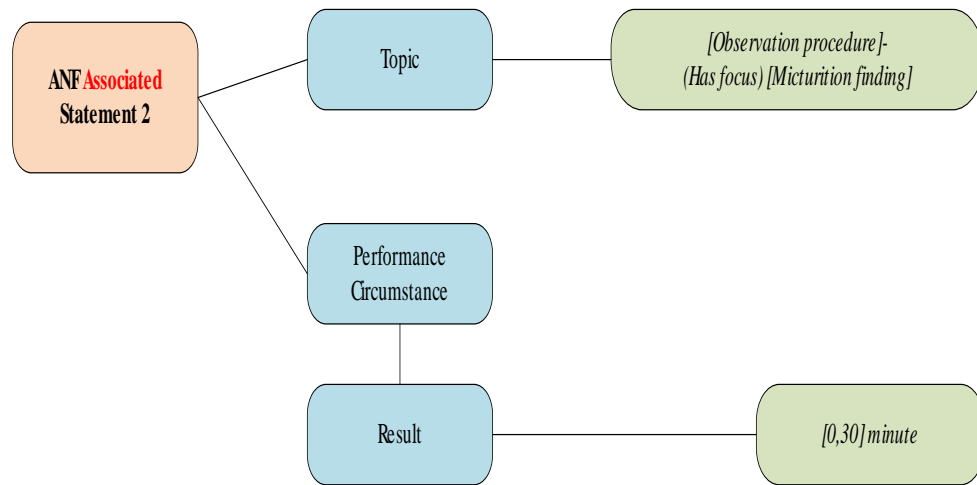 ANF Associated
Statement 2
Topic
[Observation procedure]-
(Has focus) [Micturition finding]
Performance
Circumstance
Result
[0,30] minute